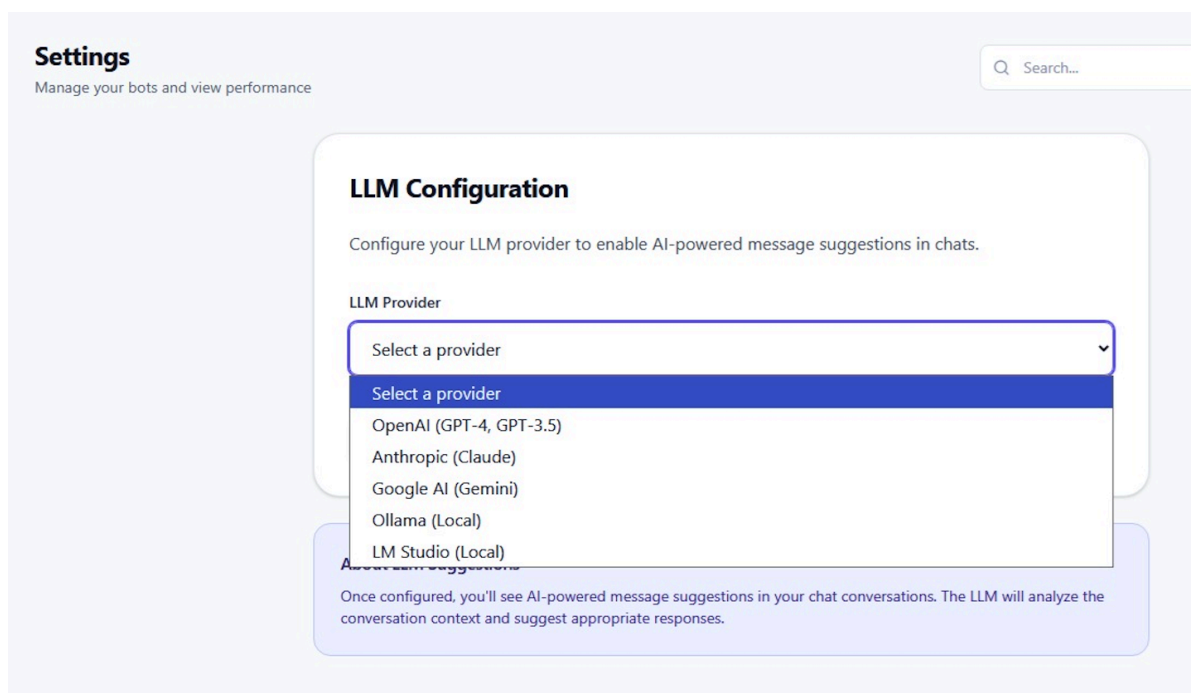 Settings
Manage your bots and view performance
Search...
LLM Configuration
Configure your LLM provider to enable AI-powered message suggestions in chats.
LLM Provider
Select a provider
Select a provider
OpenAI (GPT-4, GPT-3.5)
Anthropic (Claude)
Google AI (Gemini)
Ollama (Local)
LM Studio (Local)
About LLM Suggestions
Once configured, you'll see AI-powered message suggestions in your chat conversations. The LLM will analyze the
conversation context and suggest appropriate responses.